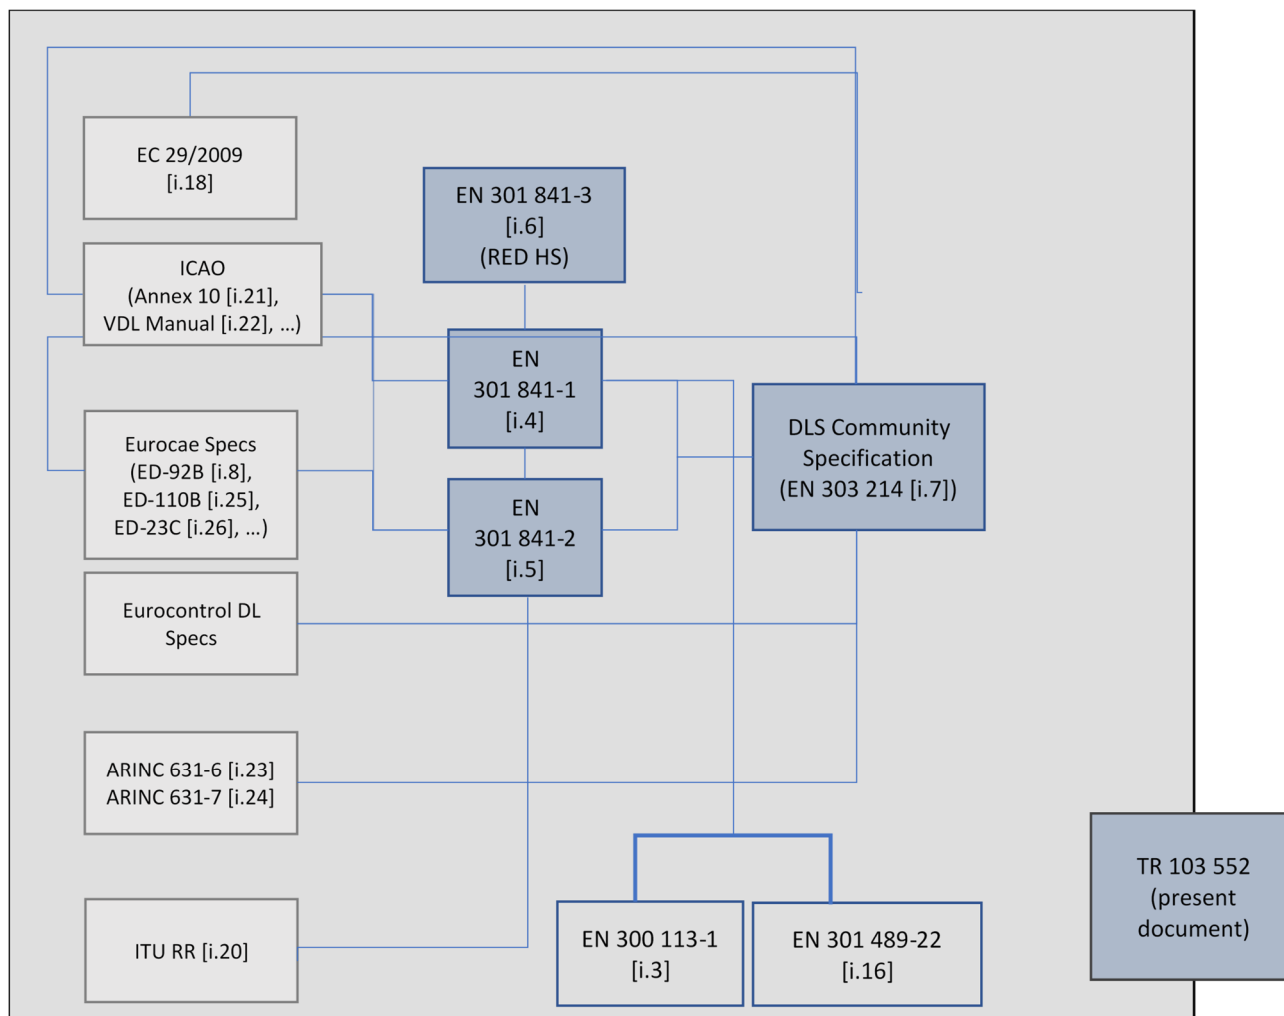 EC 29/2009
[i.18]
EN 301 841-3
[i.6]
(RED HS)
ICAO
(Annex 10 [i.21],
VDL Manual [i.22], ...)
EN
301 841-1
[i.4]
DLS Community
Specification
(EN 303 214 [i.7])
Eurocae Specs
(ED-92B [i.8],
ED-110B [i.25],
ED-23C [i.26], ...)
EN
301 841-2
[i.5]
Eurocontrol DL
Specs
ARINC 631-6 [i.23]
ARINC 631-7 [i.24]
TR 103 552
(present
document)
ITU RR [i.20]
EN 300 113-1
[i.3]
EN 301 489-22
[i.16]